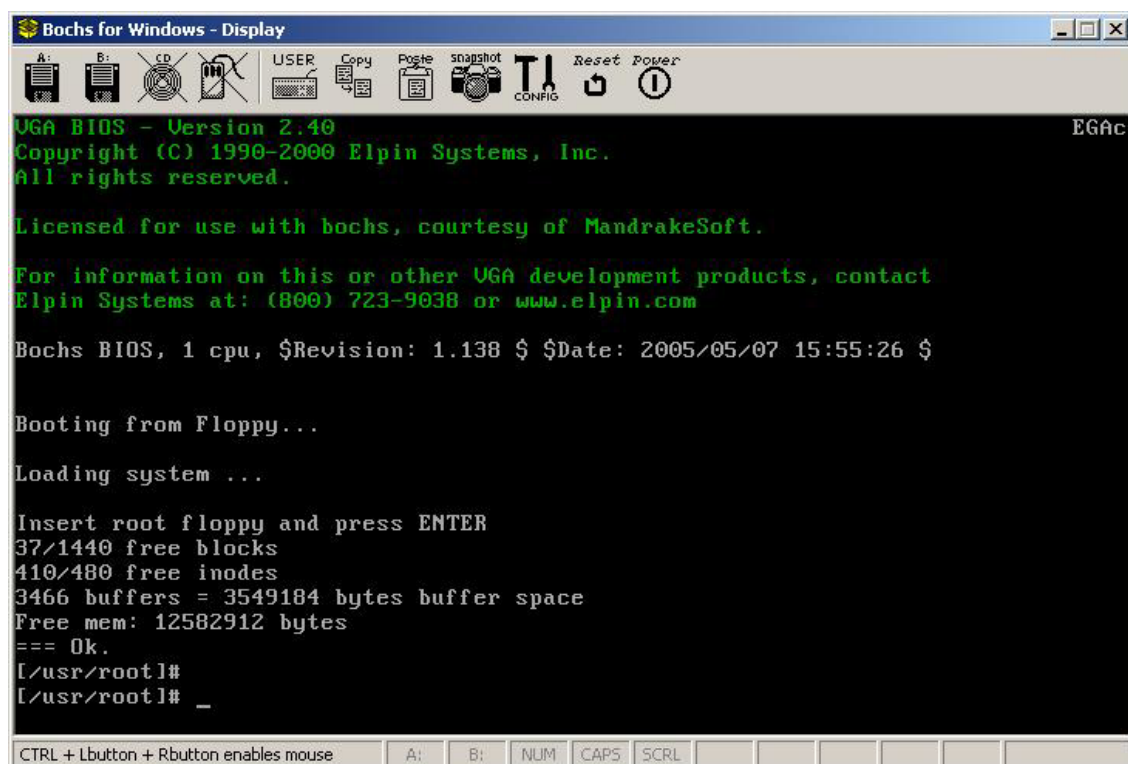 Bochs for Windows - Display
A: B: CD USER Copy Paste snapshot CONFIG Reset Power
VGA BIOS - Version 2.40 EGAc
Copyright (C) 1990-2000 Elpin Systems, Inc.
All rights reserved.
Licensed for use with bochs, courtesy of MandrakeSoft.
For information on this or other VGA development products, contact
Elpin Systems at: (800) 723-9038 or www.elpin.com
Bochs BIOS, 1 cpu, $Revision: 1.138 $ $Date: 2005/05/07 15:55:26 $
Booting from Floppy...
Loading system ...
Insert root floppy and press ENTER
37/1440 free blocks
410/480 free inodes
3466 buffers = 3549184 bytes buffer space
Free mem: 12582912 bytes
=== Ok.
[/usr/root]#
[/usr/root]# _
CTRL + Lbutton + Rbutton enables mouse A: B: NUM CAPS SCRL